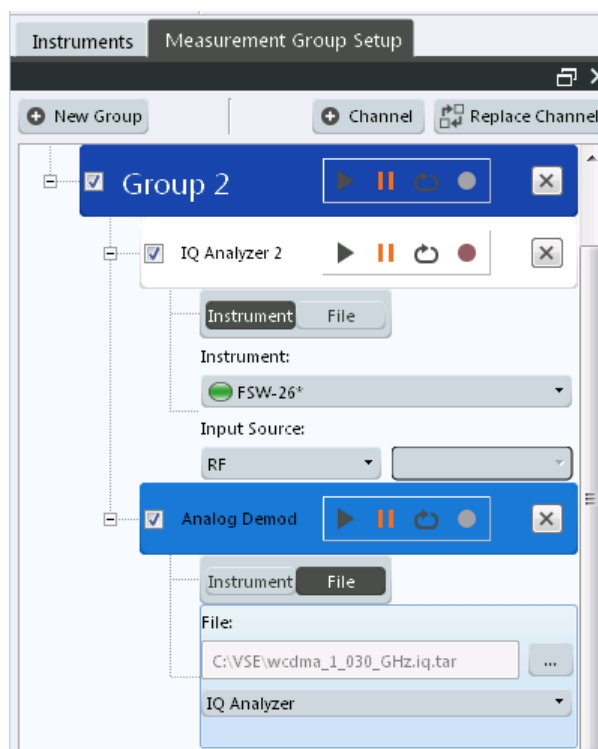 Instruments Measurement Group Setup
New Group Channel Replace Channel
Group 2
IQ Analyzer 2
Instrument File
Instrument:
FSW-26*
Input Source:
RF
Analog Demod
Instrument File
File:
C:\VSE\wcdma_1_030_GHz.iq.tar ...
IQ Analyzer